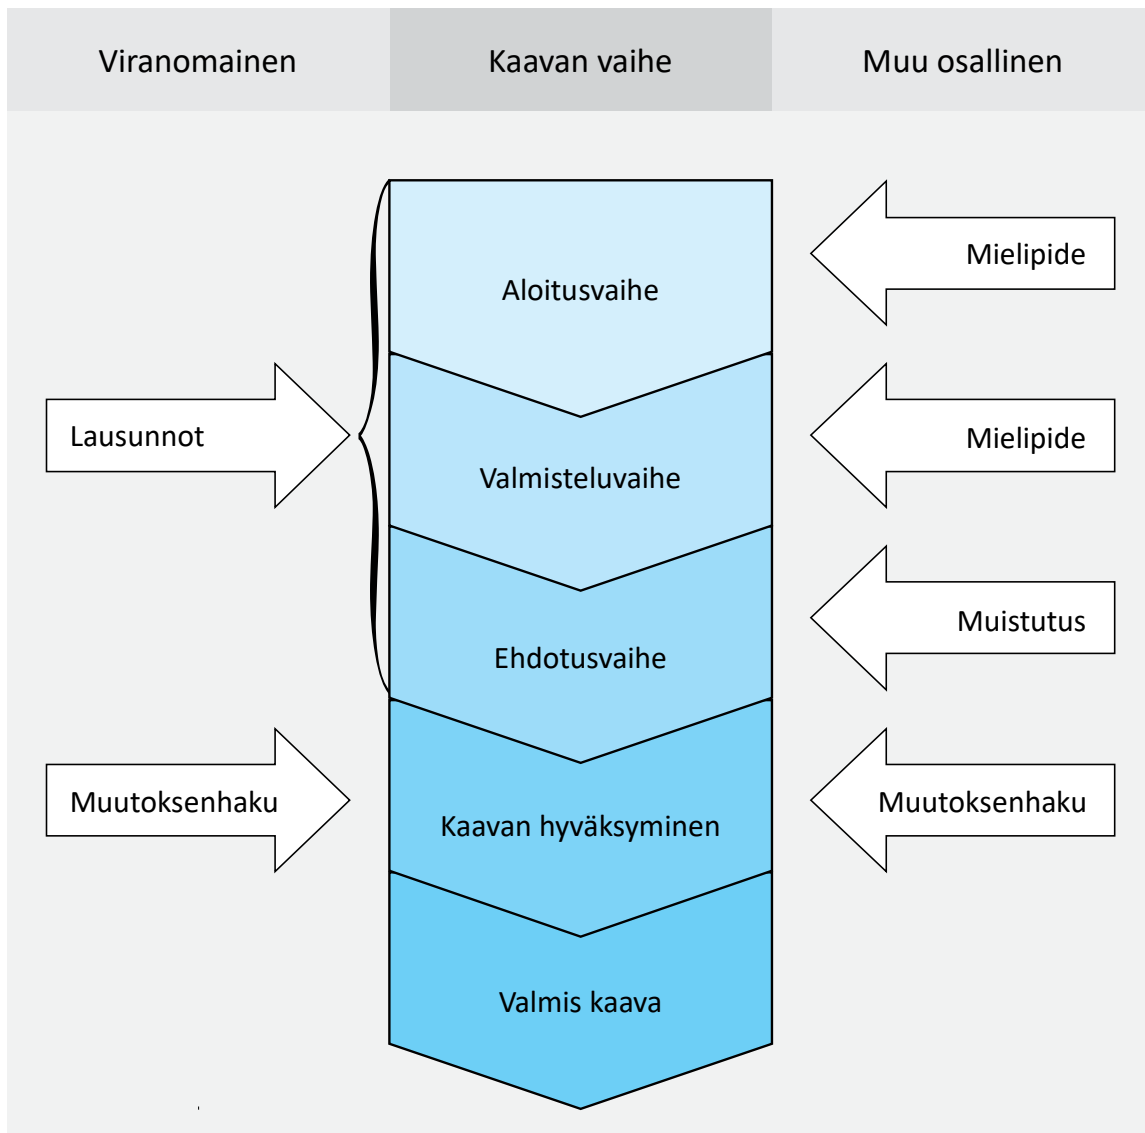 Viranomainen
Kaavan vaihe
Muu osallinen
Aloitusvaihe
Mielipide
Lausunnot
Valmisteluvaihe
Mielipide
Ehdotusvaihe
Muistutus
Muutoksenhaku
Kaavan hyväksyminen
Muutoksenhaku
Valmis kaava